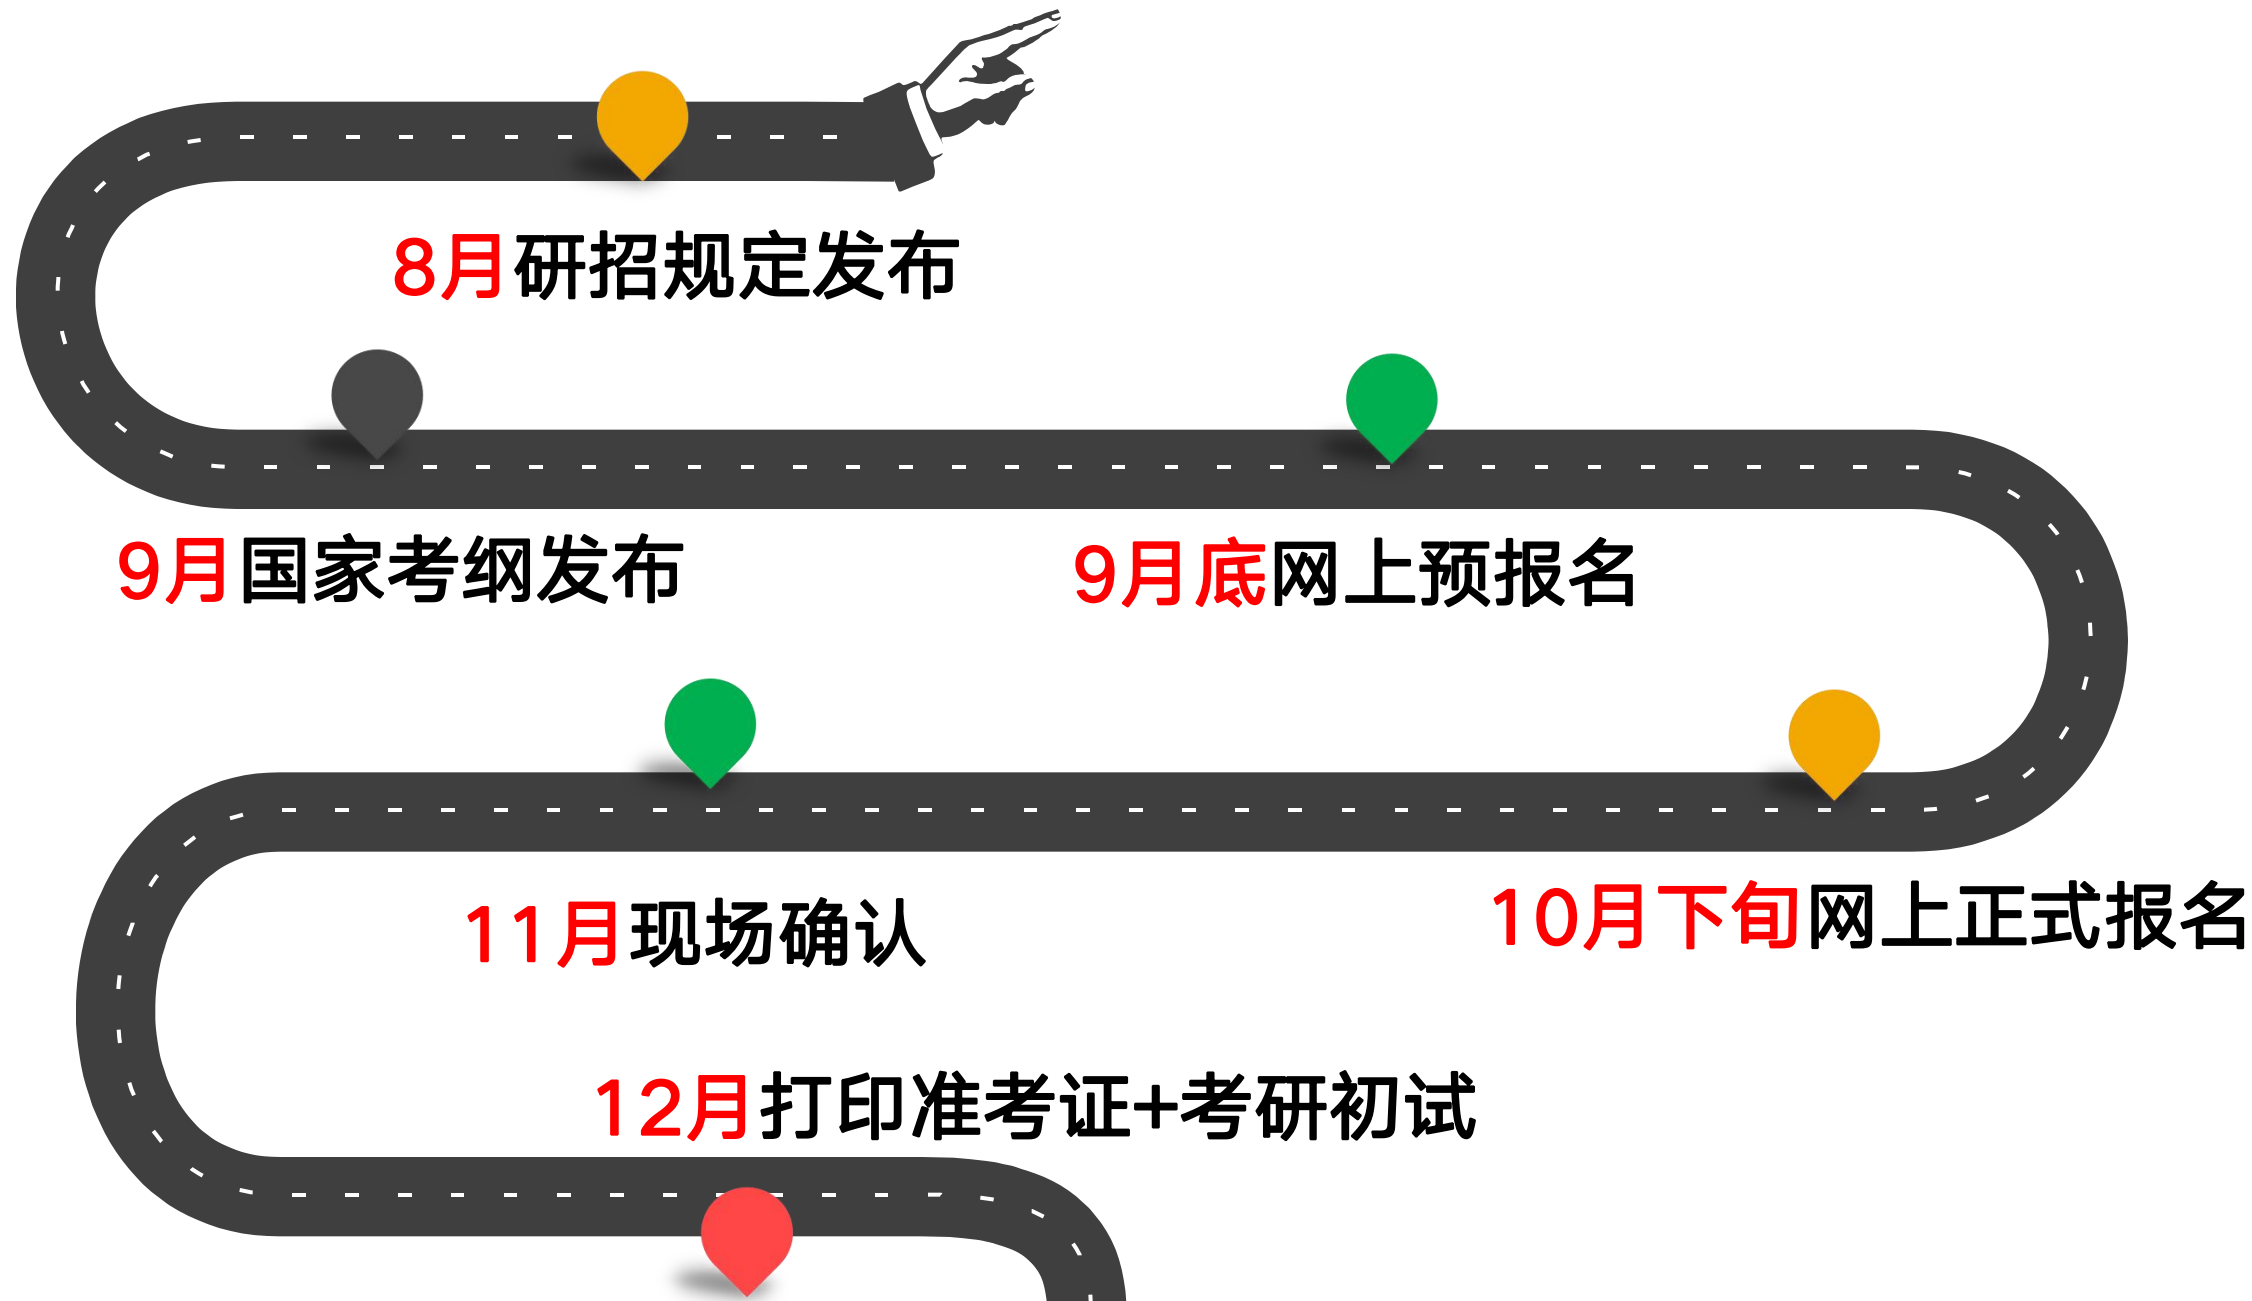 8月研招规定发布
9月国家考纲发布
9月底网上预报名
10月下旬网上正式报名
11月现场确认
12月打印准考证+考研初试